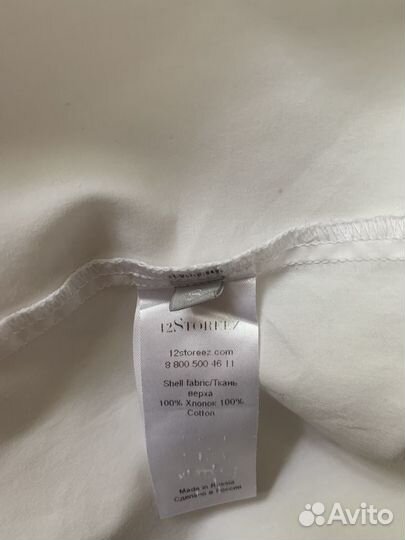 12STOREEZ
12storeez.com
8 800 500 46 11
Shell fabric/Ткань
верха
100% Хлопок 100%
Cotton
Made in Russia
Сделано в России
Avito